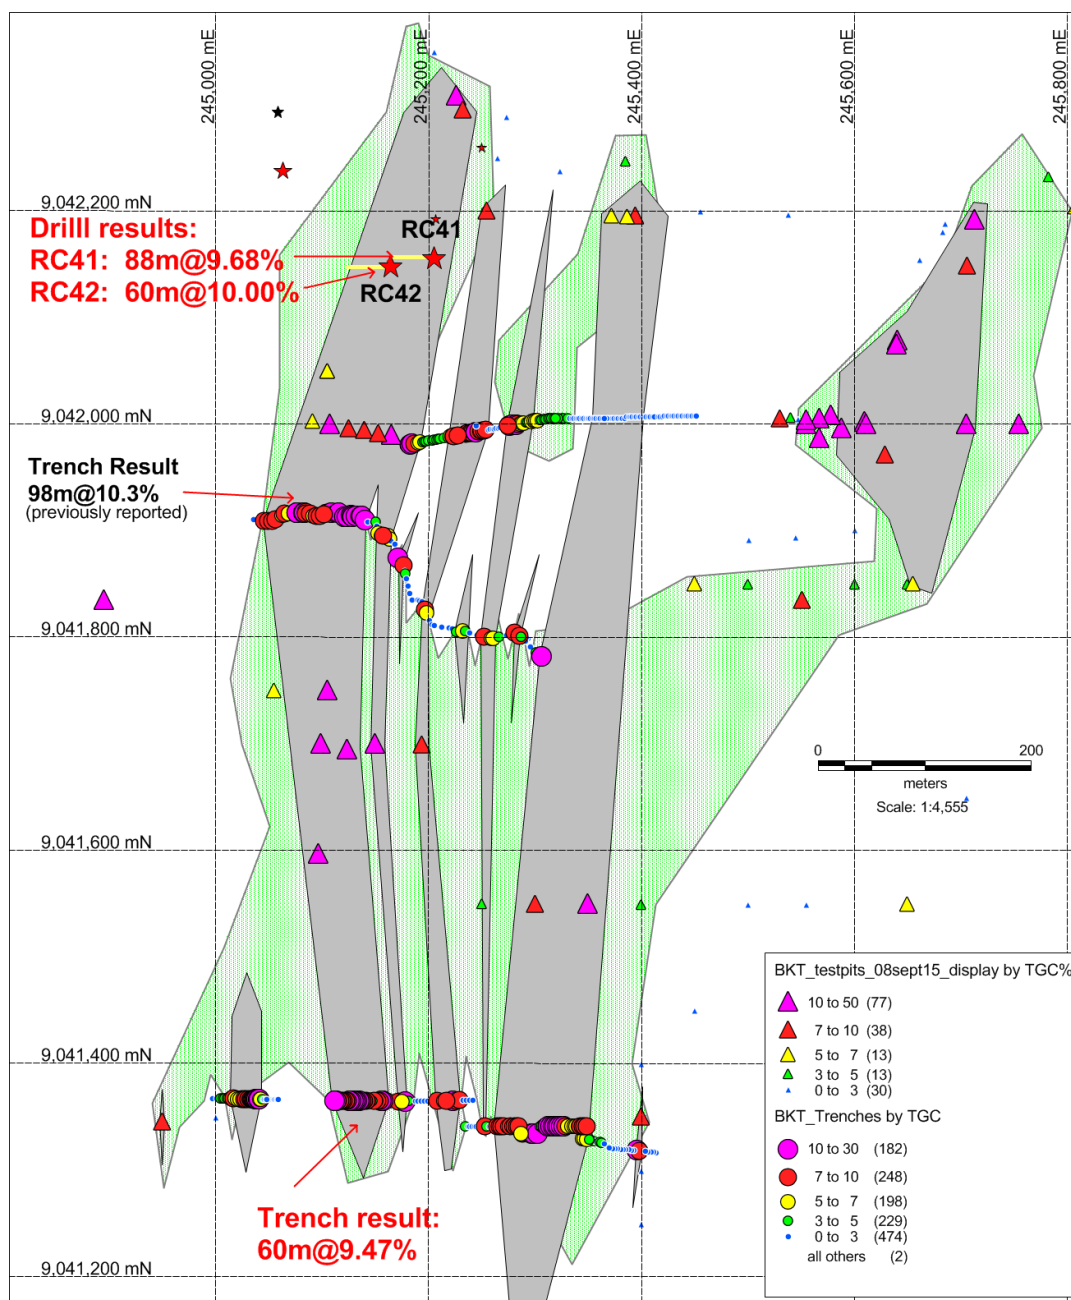 245,000 mE
245,200 mE
245,400 mE
245,600 mE
245,800 mE
9,042,200 mN
Drilll results:
RC41: 88m@9.68%
RC42: 60m@10.00%
RC41
RC42
9,042,000 mN
Trench Result
98m@10.3%
(previously reported)
9,041,800 mN
0 200
meters
Scale: 1:4,555
9,041,600 mN
9,041,400 mN
Trench result:
60m@9.47%
9,041,200 mN
BKT_testpits_08sept15_display by TGC%
10 to 50 (77)
7 to 10 (38)
5 to 7 (13)
3 to 5 (13)
0 to 3 (30)
BKT_Trenches by TGC
10 to 30 (182)
7 to 10 (248)
5 to 7 (198)
3 to 5 (229)
0 to 3 (474)
all others (2)